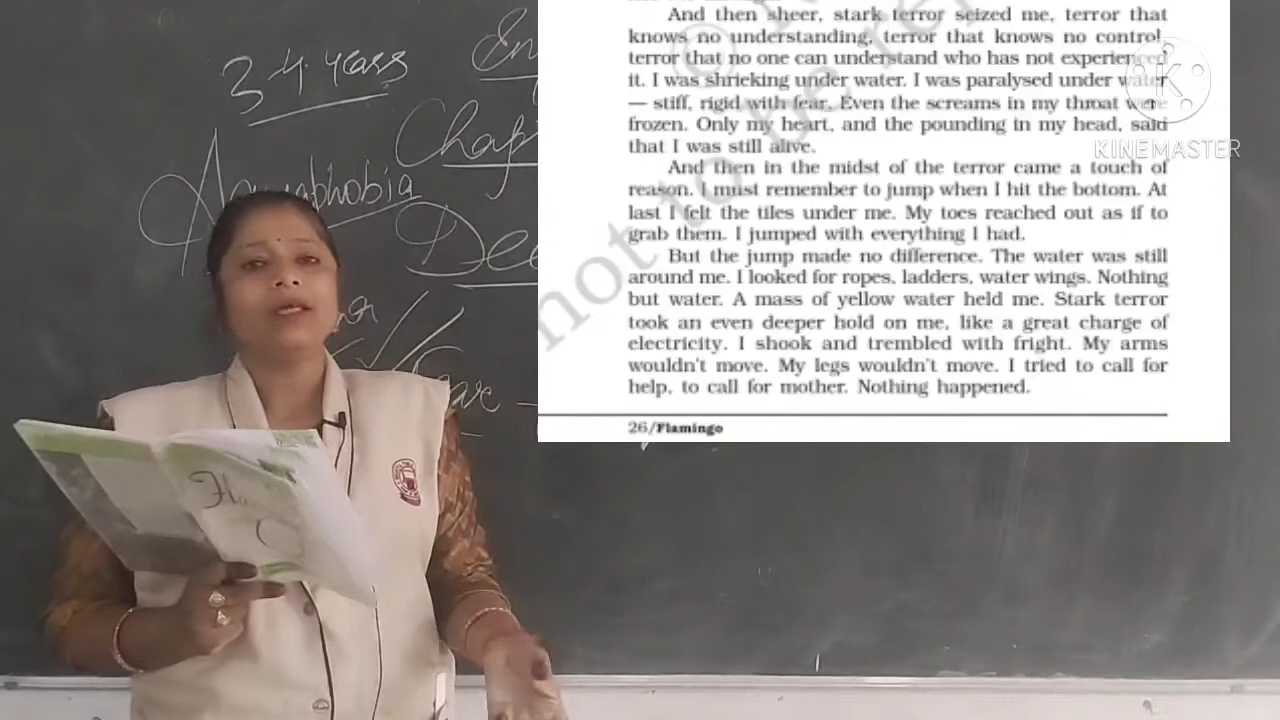 And then sheer, stark terror seized me, terror that
knows no understanding, terror that knows no control,
terror that no one can understand who has not experienced
it. I was shrieking under water. I was paralysed under water
— stiff, rigid with fear. Even the screams in my throat were
frozen. Only my heart, and the pounding in my head, said
that I was still alive.
And then in the midst of the terror came a touch of
reason. I must remember to jump when I hit the bottom. At
last I felt the tiles under me. My toes reached out as if to
grab them. I jumped with everything I had.
But the jump made no difference. The water was still
around me. I looked for ropes, ladders, water wings. Nothing
but water. A mass of yellow water held me. Stark terror
took an even deeper hold on me, like a great charge of
electricity. I shook and trembled with fright. My arms
wouldn't move. My legs wouldn't move. I tried to call for
help, to call for mother. Nothing happened.
26/Flamingo
not to be re
KINEMASTER
3-4 years
En
Chap
Aquaphobia
Dee